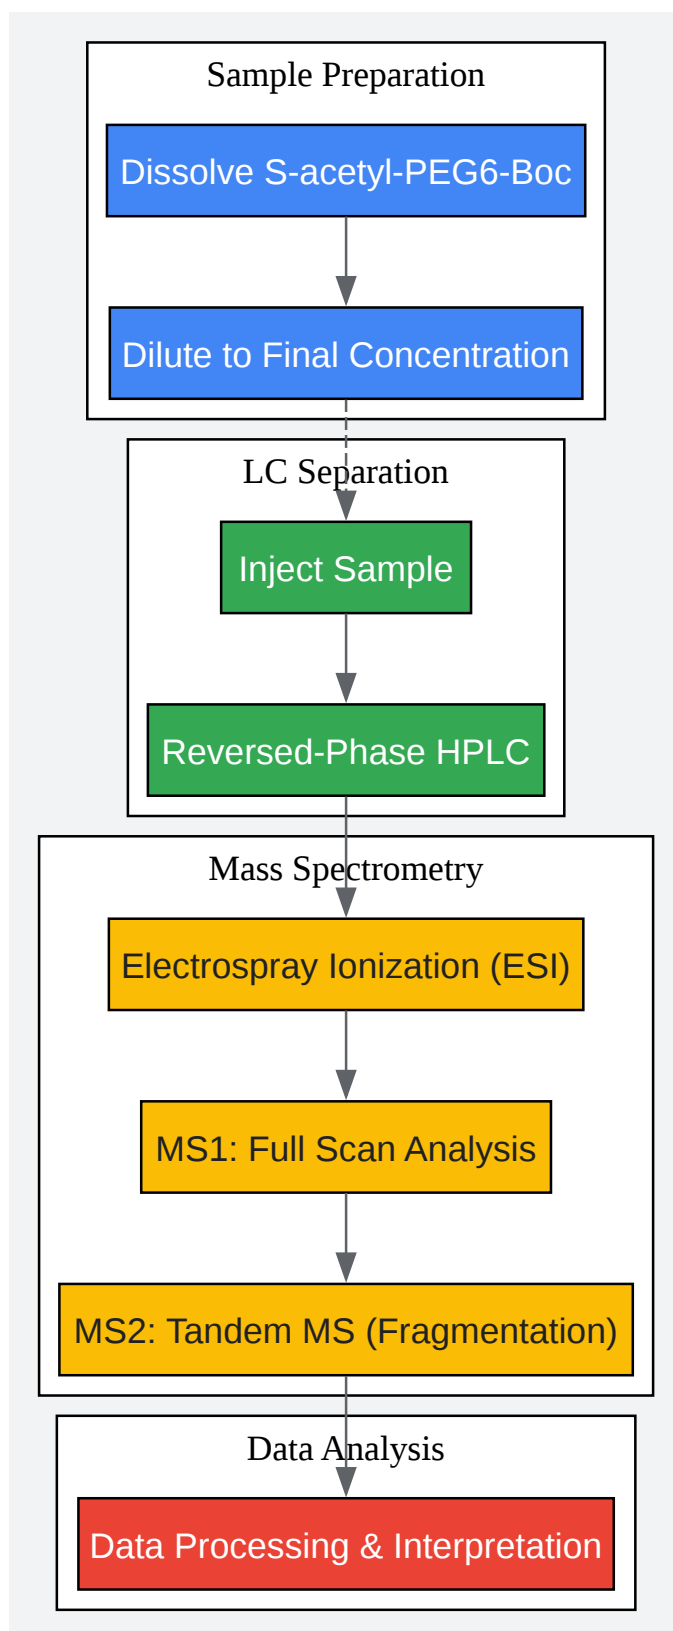 Sample Preparation
Dissolve S-acetyl-PEG6-Boc
Dilute to Final Concentration
LC Separation
Inject Sample
Reversed-Phase HPLC
Mass Spectrometry
Electrospray Ionization (ESI)
MS1: Full Scan Analysis
MS2: Tandem MS (Fragmentation)
Data Analysis
Data Processing & Interpretation